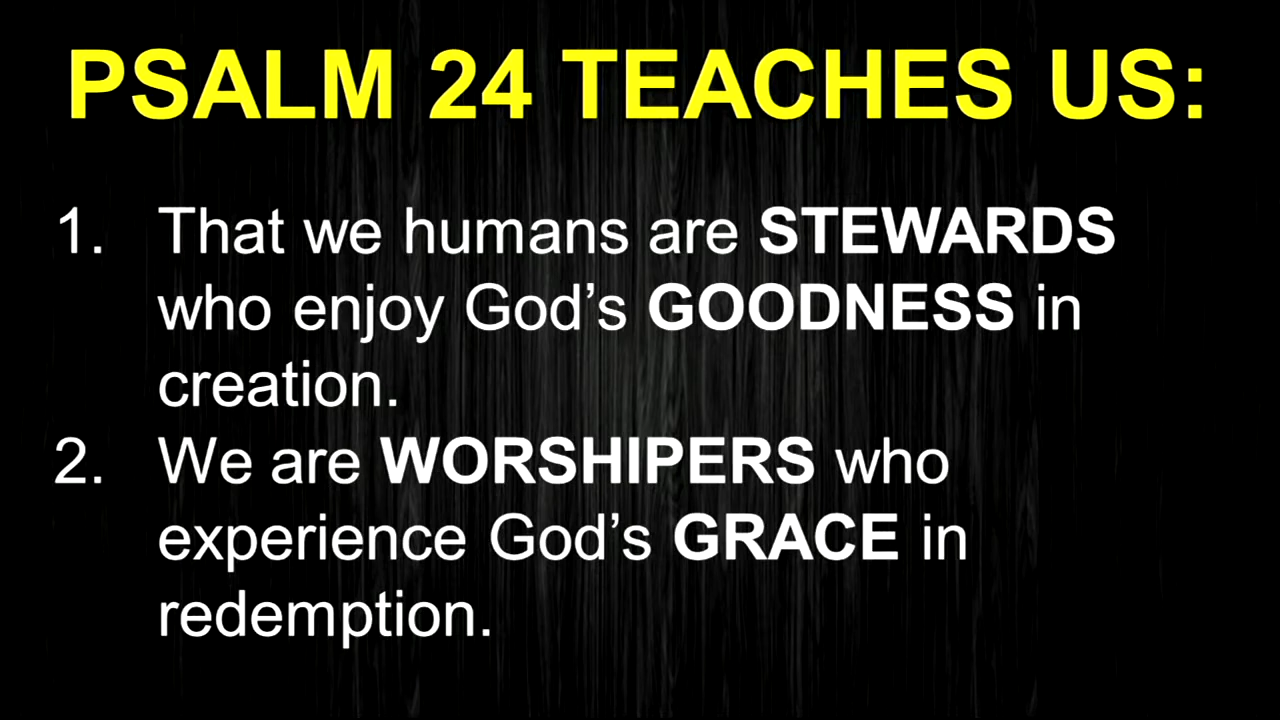 PSALM 24 TEACHES US:
1. That we humans are STEWARDS
who enjoy God’s GOODNESS in
creation.
2. We are WORSHIPERS who
experience God’s GRACE in
redemption.